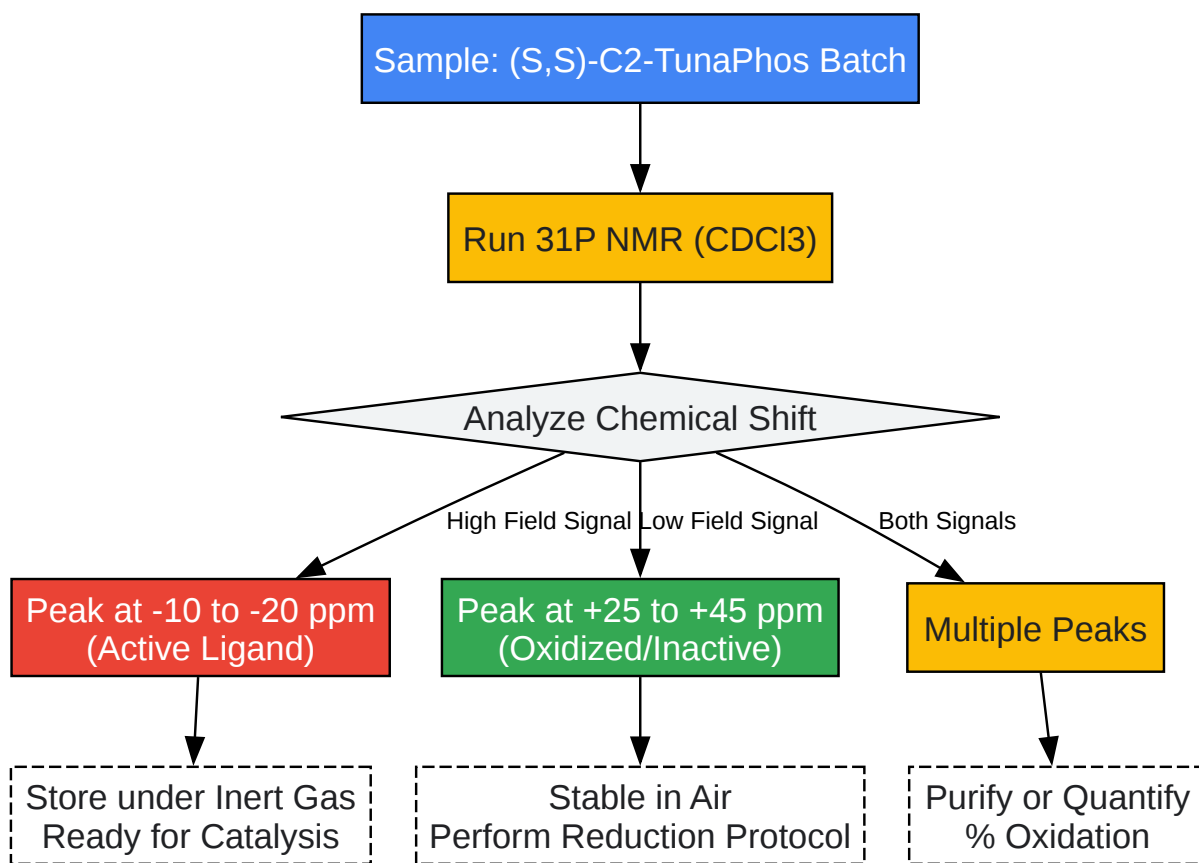 Sample: (S,S)-C2-TunaPhos Batch
Run 31P NMR (CDCl3)
Analyze Chemical Shift
High Field Signal
Low Field Signal
Both Signals
Peak at -10 to -20 ppm
(Active Ligand)
Peak at +25 to +45 ppm
(Oxidized/Inactive)
Multiple Peaks
Store under Inert Gas
Ready for Catalysis
Stable in Air
Perform Reduction Protocol
Purify or Quantify
% Oxidation